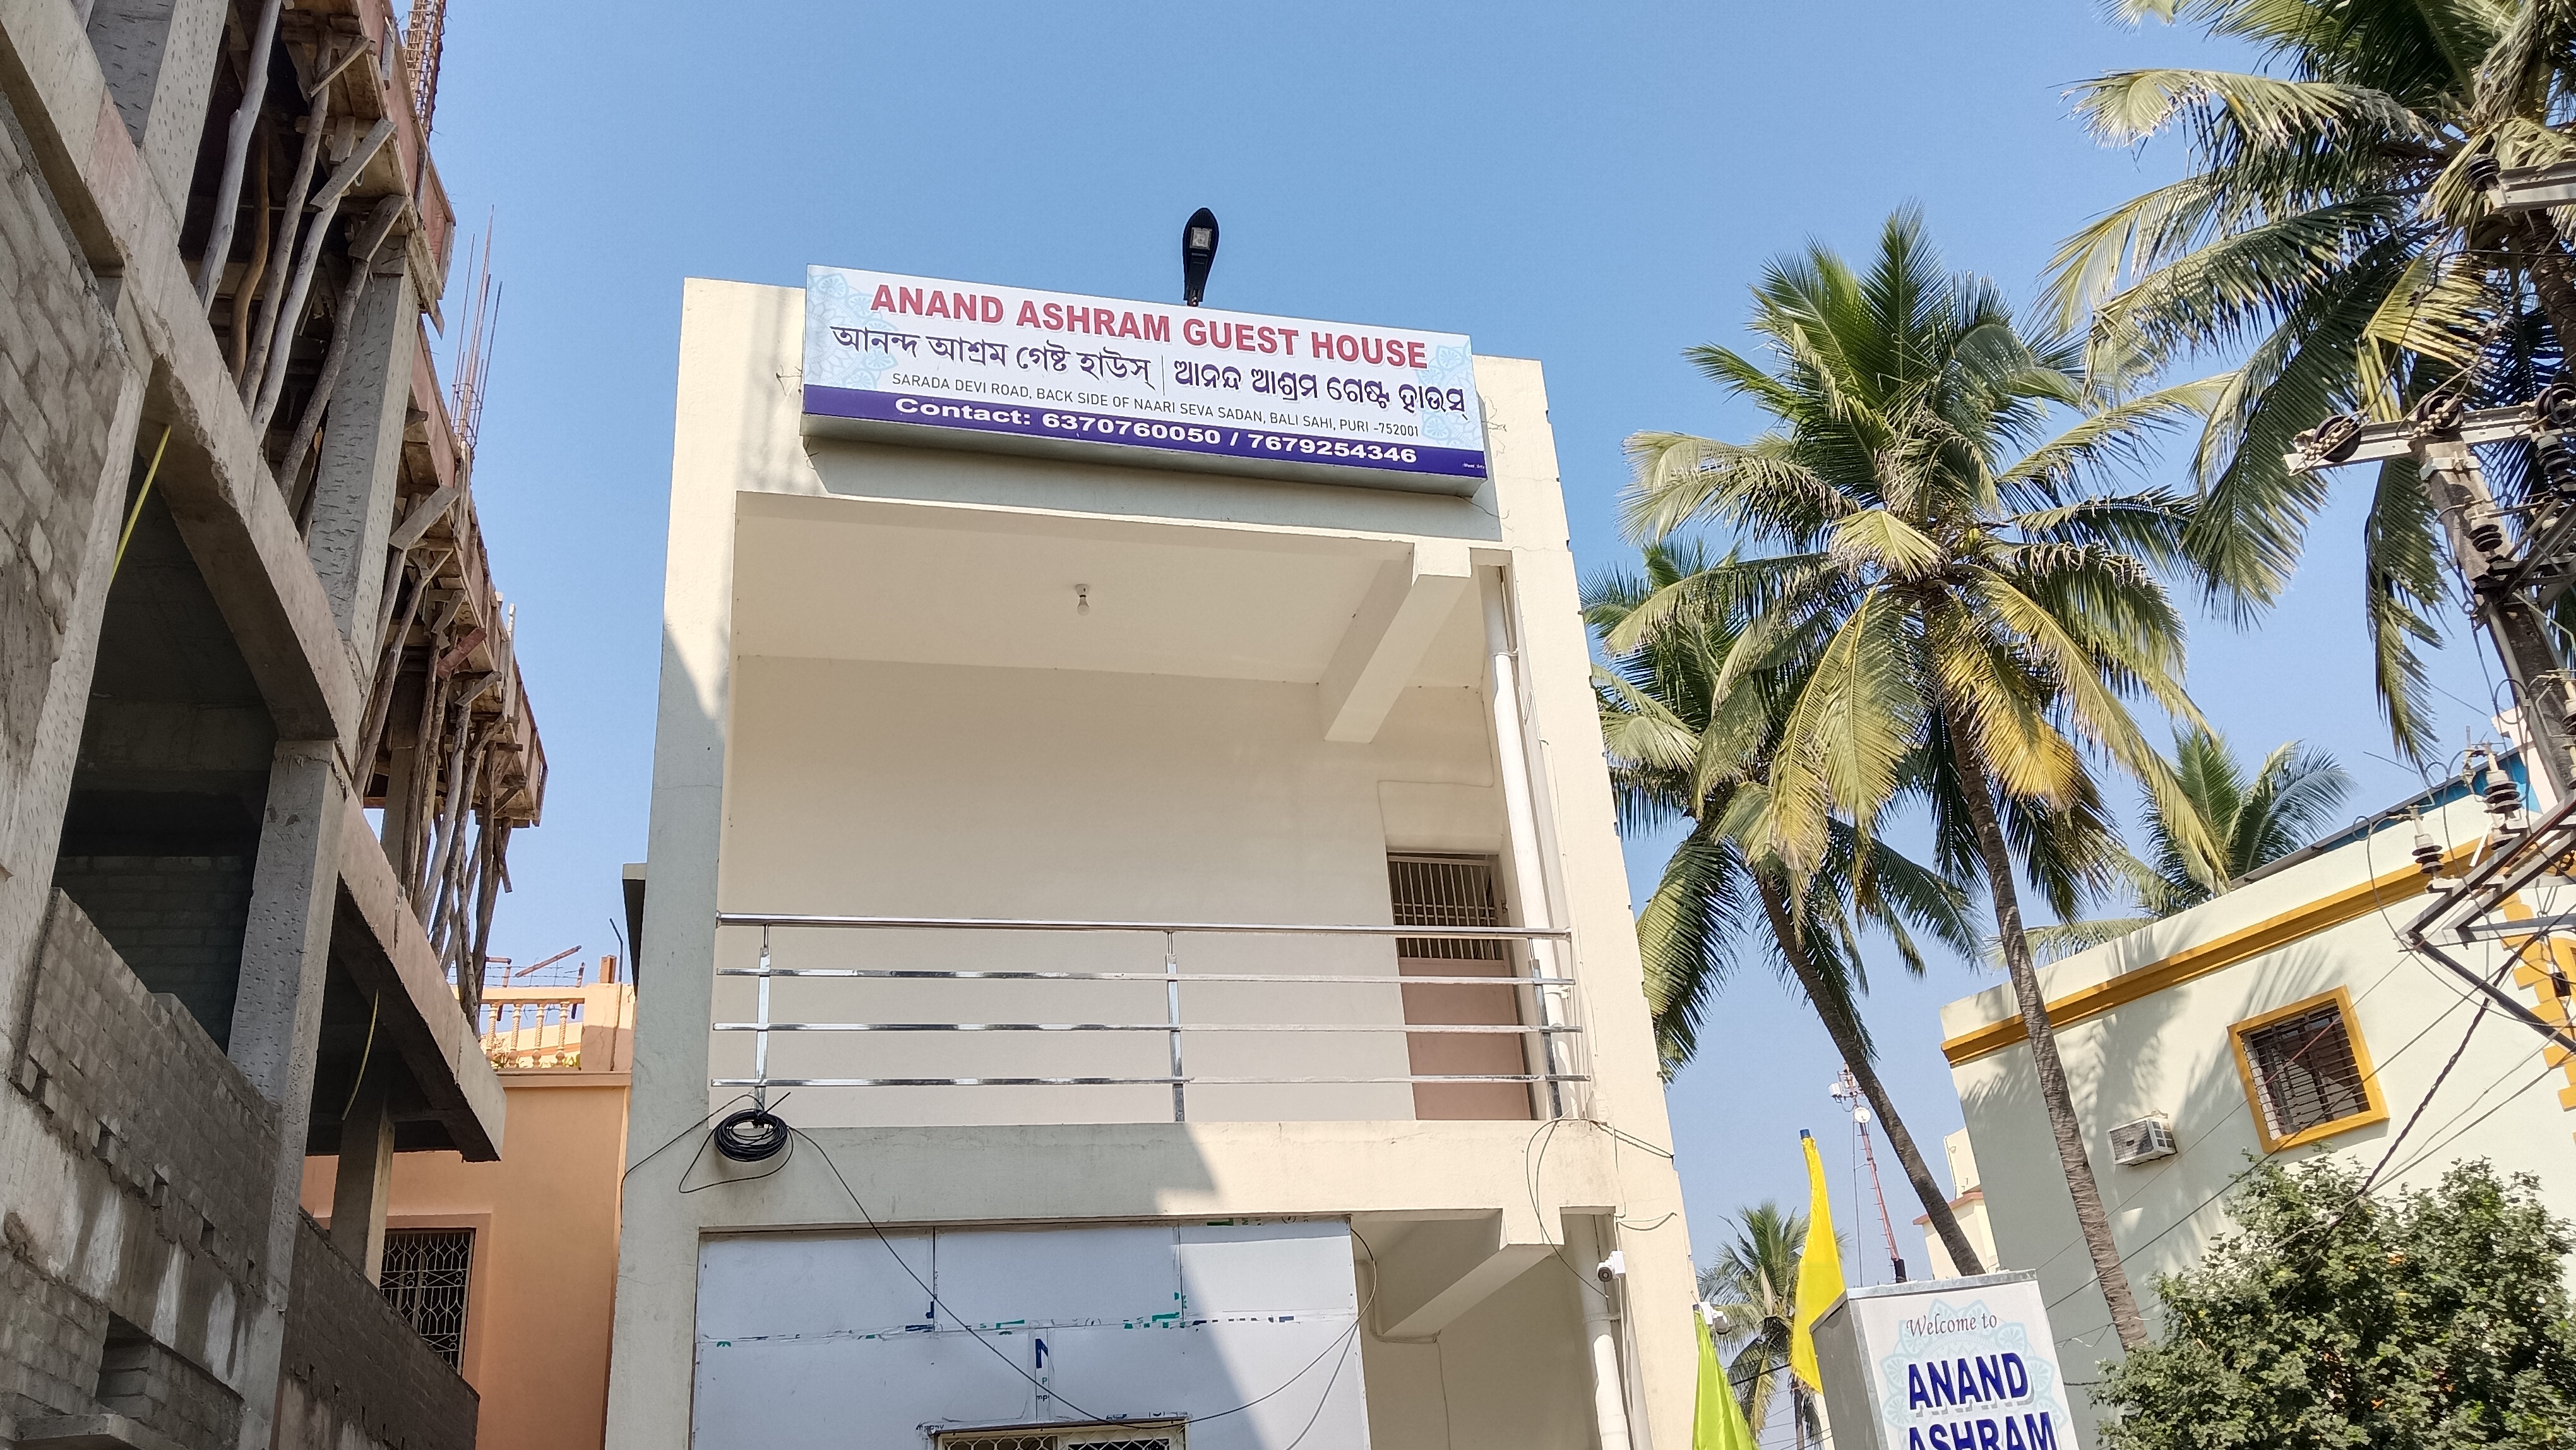 ANAND ASHRAM GUEST HOUSE
আনন্দ আশ্রম গেষ্ট হাউস্ | ଆନନ୍ଦ ଆଶ୍ରମ ଗେଷ୍ଟ ହାଉସ୍
SARADA DEVI ROAD, BACK SIDE OF NAARI SEVA SADAN, BALI SAHI, PURI -752001
Contact: 6370760050 / 7679254346
Welcome to
ANAND
ASHRAM